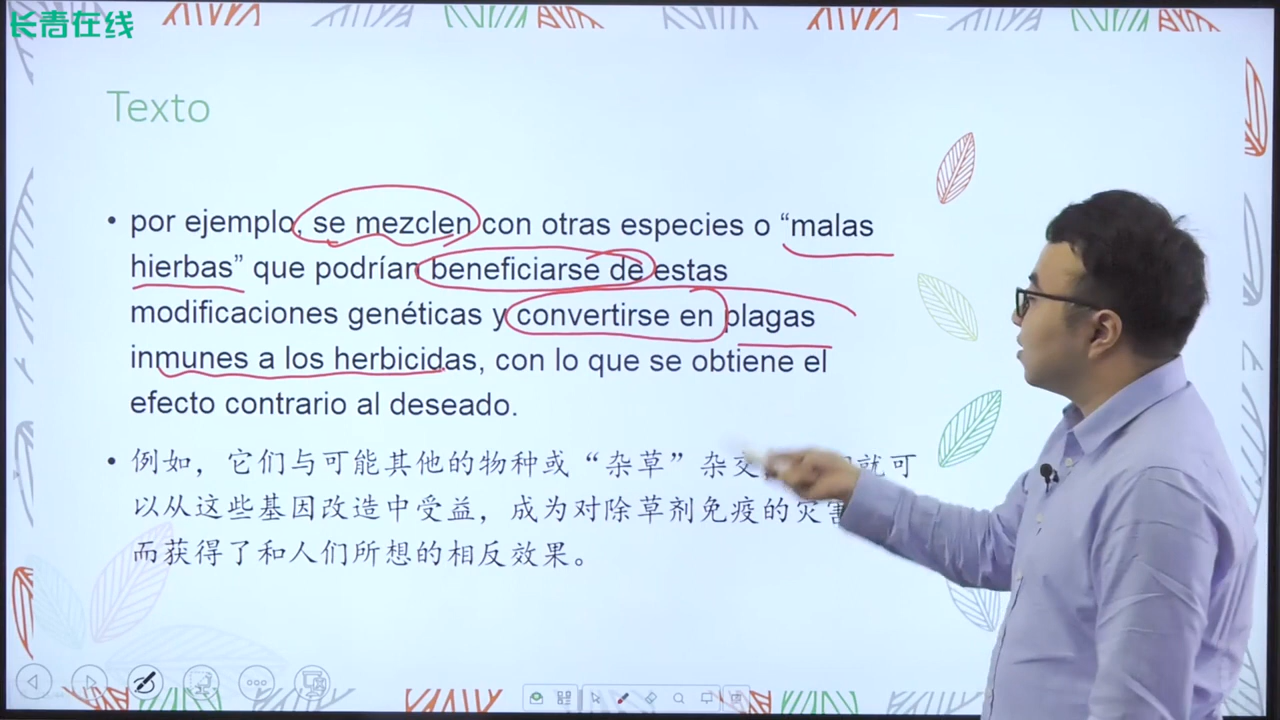 长青在线
Texto
• por ejemplo, se mezclen con otras especies o “malas
hierbas” que podrían beneficiarse de estas
modificaciones genéticas y convertirse en plagas
inmunes a los herbicidas, con lo que se obtiene el
efecto contrario al deseado.
• 例如，它们与可能其他的物种或“杂草”杂交 就可
以从这些基因改造中受益，成为对除草剂免疫的灾害
而获得了和人们所想的相反效果。